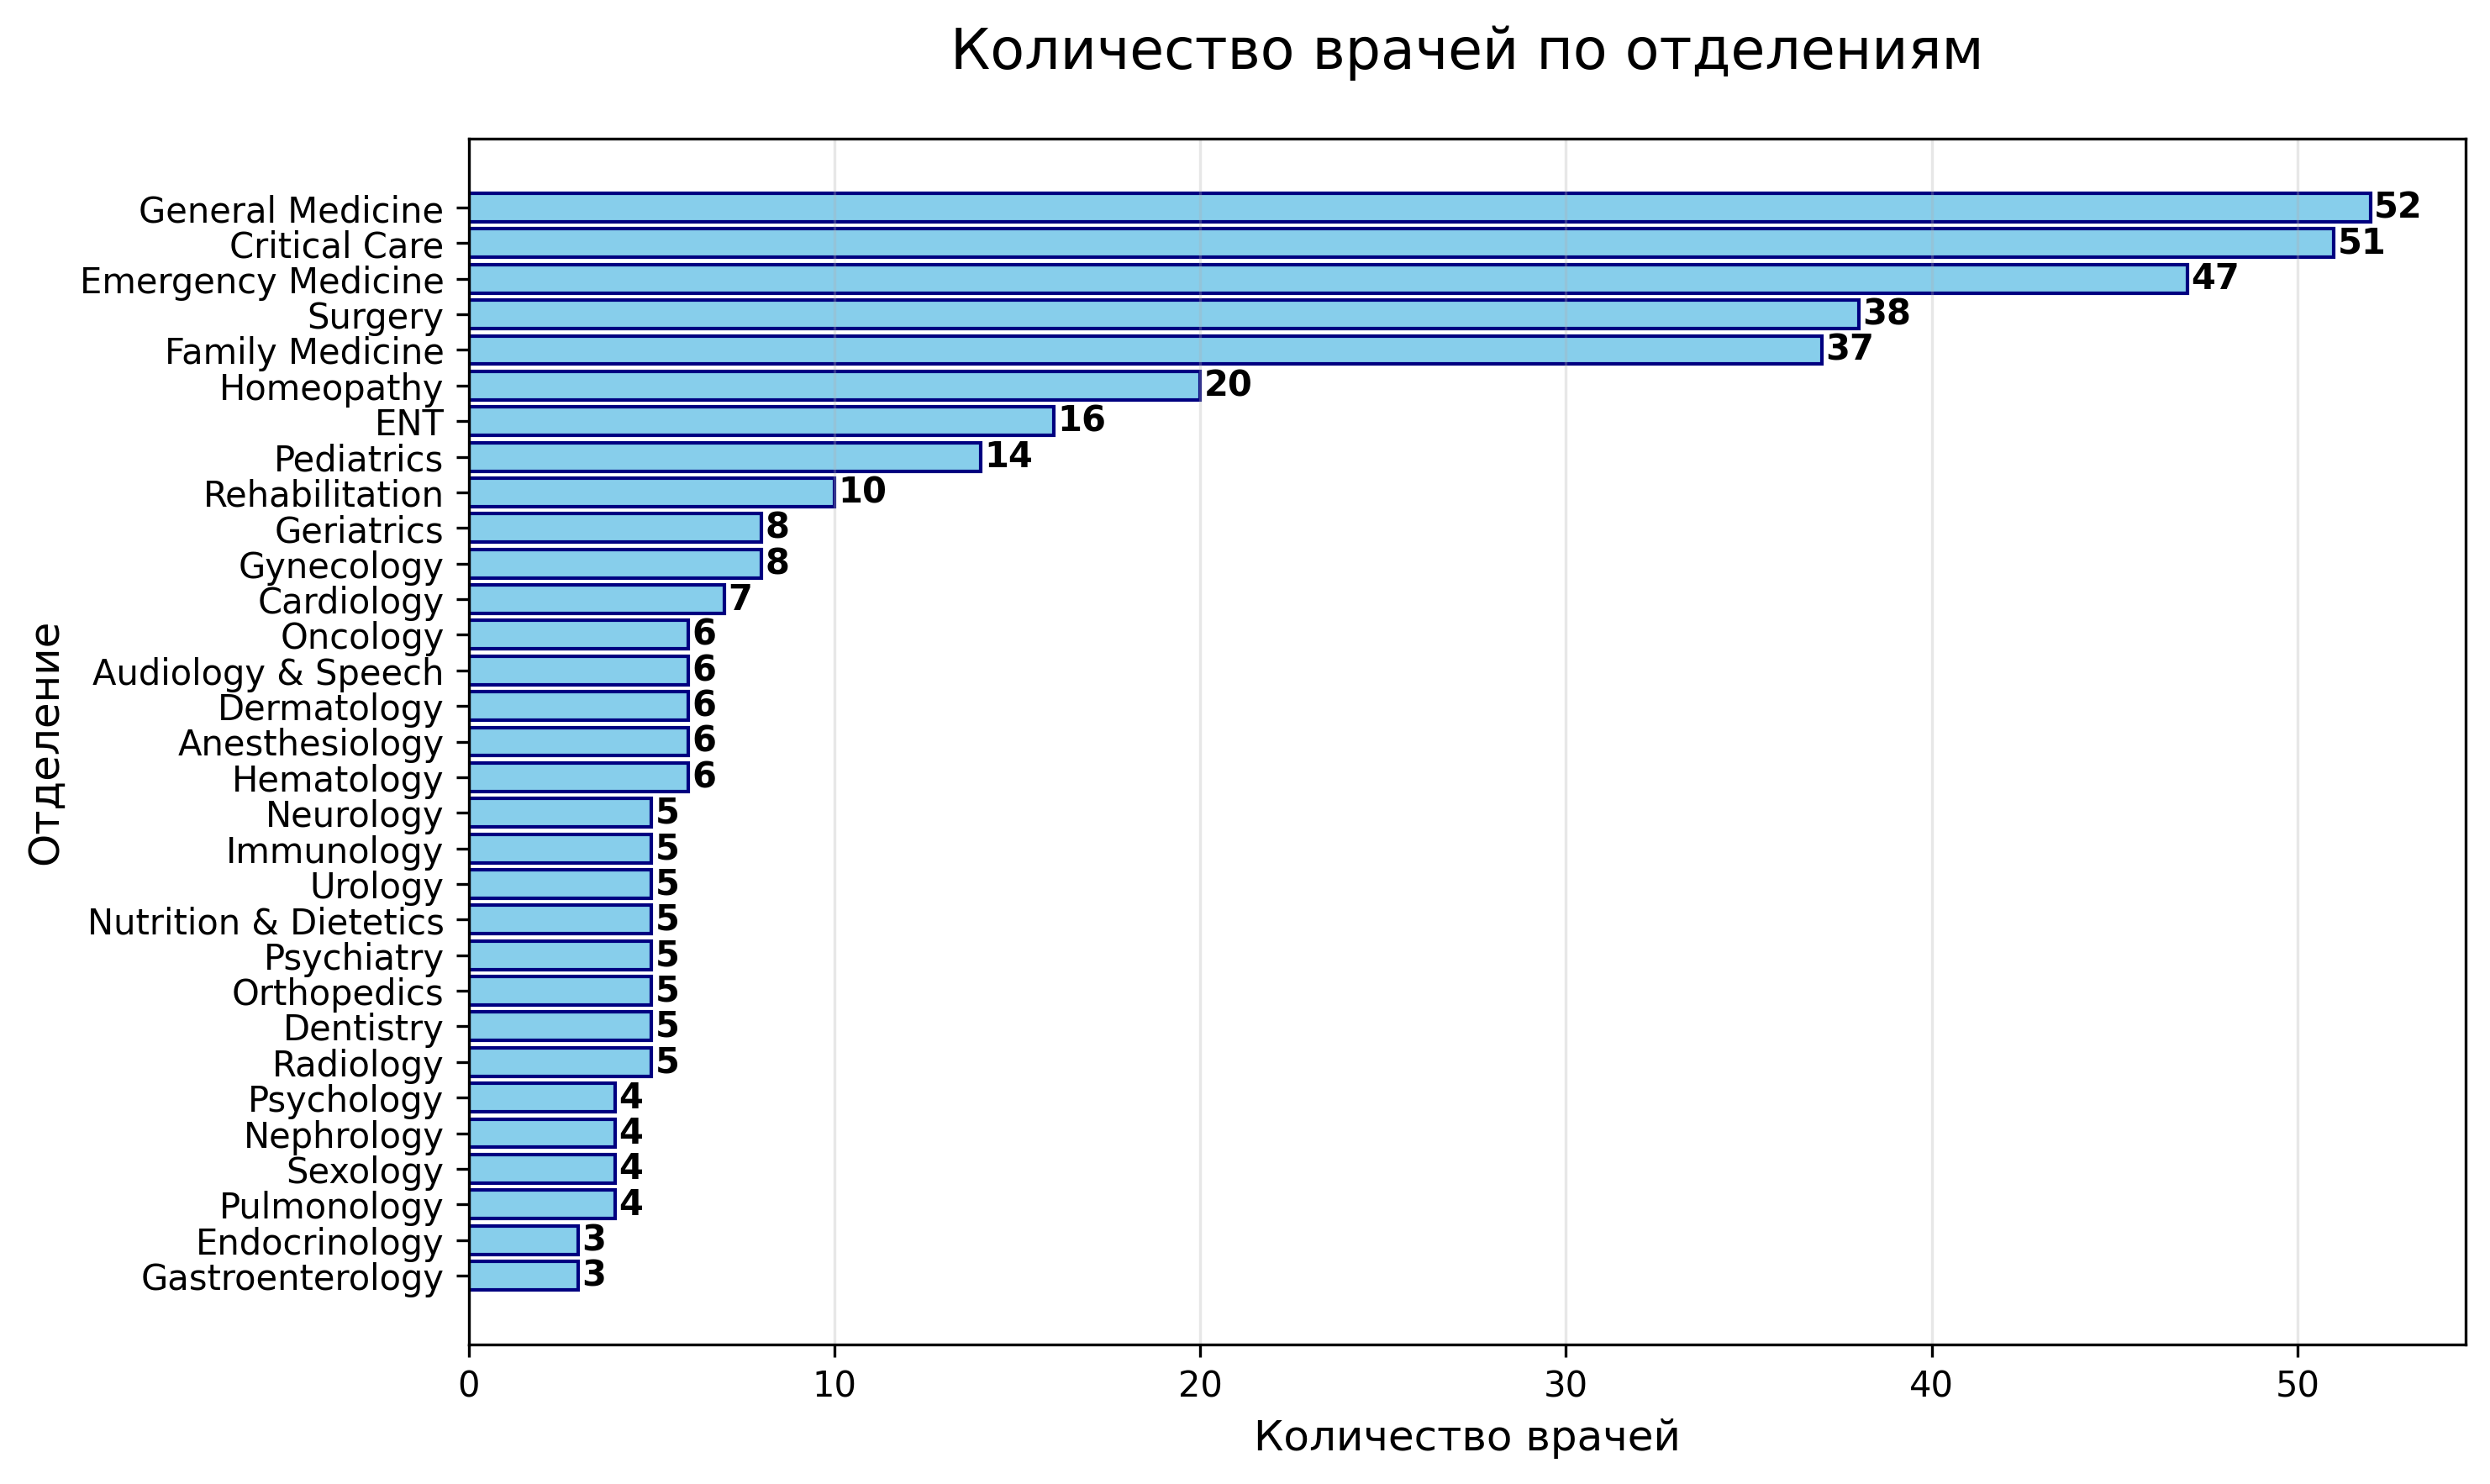 Количество врачей по отделениям
General Medicine 52
Critical Care 51
Emergency Medicine 47
Surgery 38
Family Medicine 37
Homeopathy 20
ENT 16
Pediatrics 14
Rehabilitation 10
Geriatrics 8
Gynecology 8
Cardiology 7
Oncology 6
Audiology & Speech 6
Dermatology 6
Anesthesiology 6
Hematology 6
Neurology 5
Immunology 5
Urology 5
Nutrition & Dietetics 5
Psychiatry 5
Orthopedics 5
Dentistry 5
Radiology 5
Psychology 4
Nephrology 4
Sexology 4
Pulmonology 4
Endocrinology 3
Gastroenterology 3
Отделение
0 10 20 30 40 50
Количество врачей